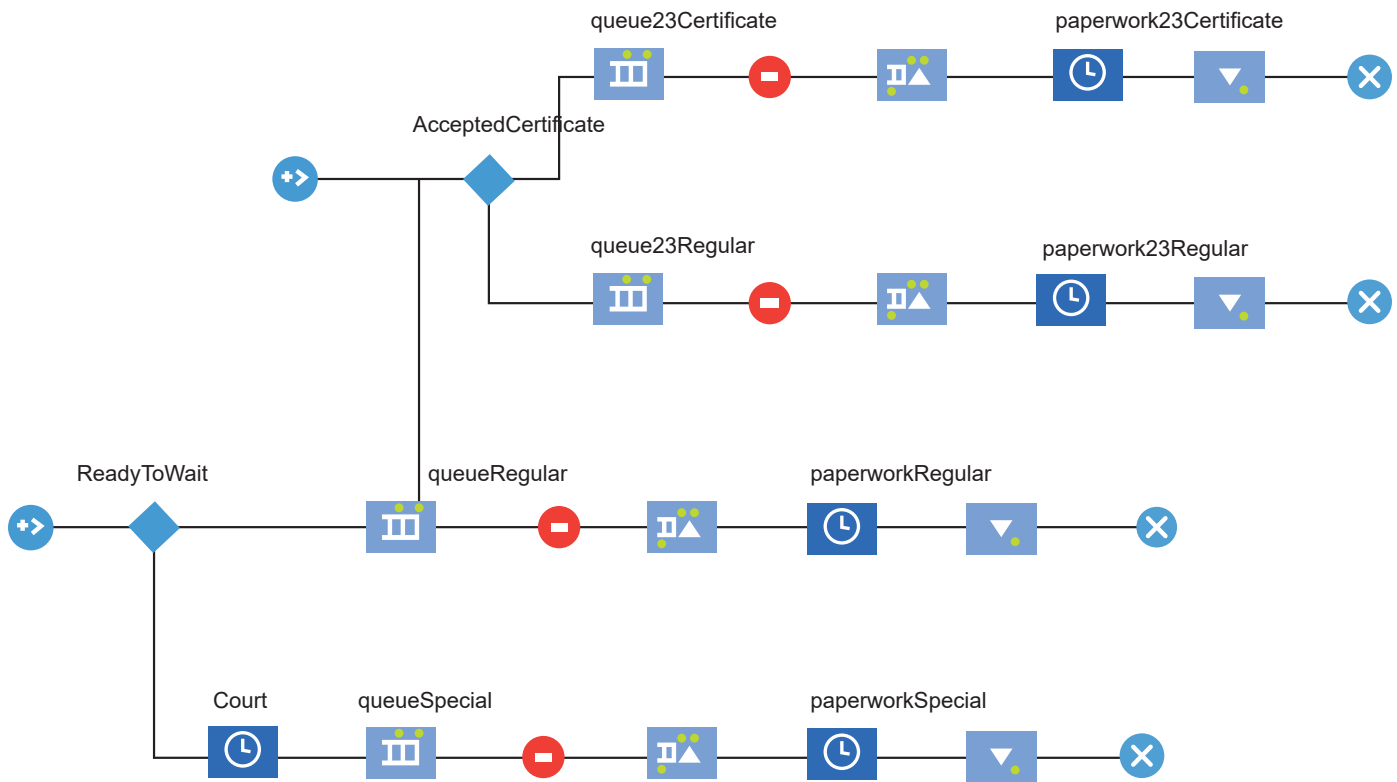 queue23Certificate
paperwork23Certificate
AcceptedCertificate
queue23Regular
paperwork23Regular
ReadyToWait
queueRegular
paperworkRegular
Court
queueSpecial
paperworkSpecial